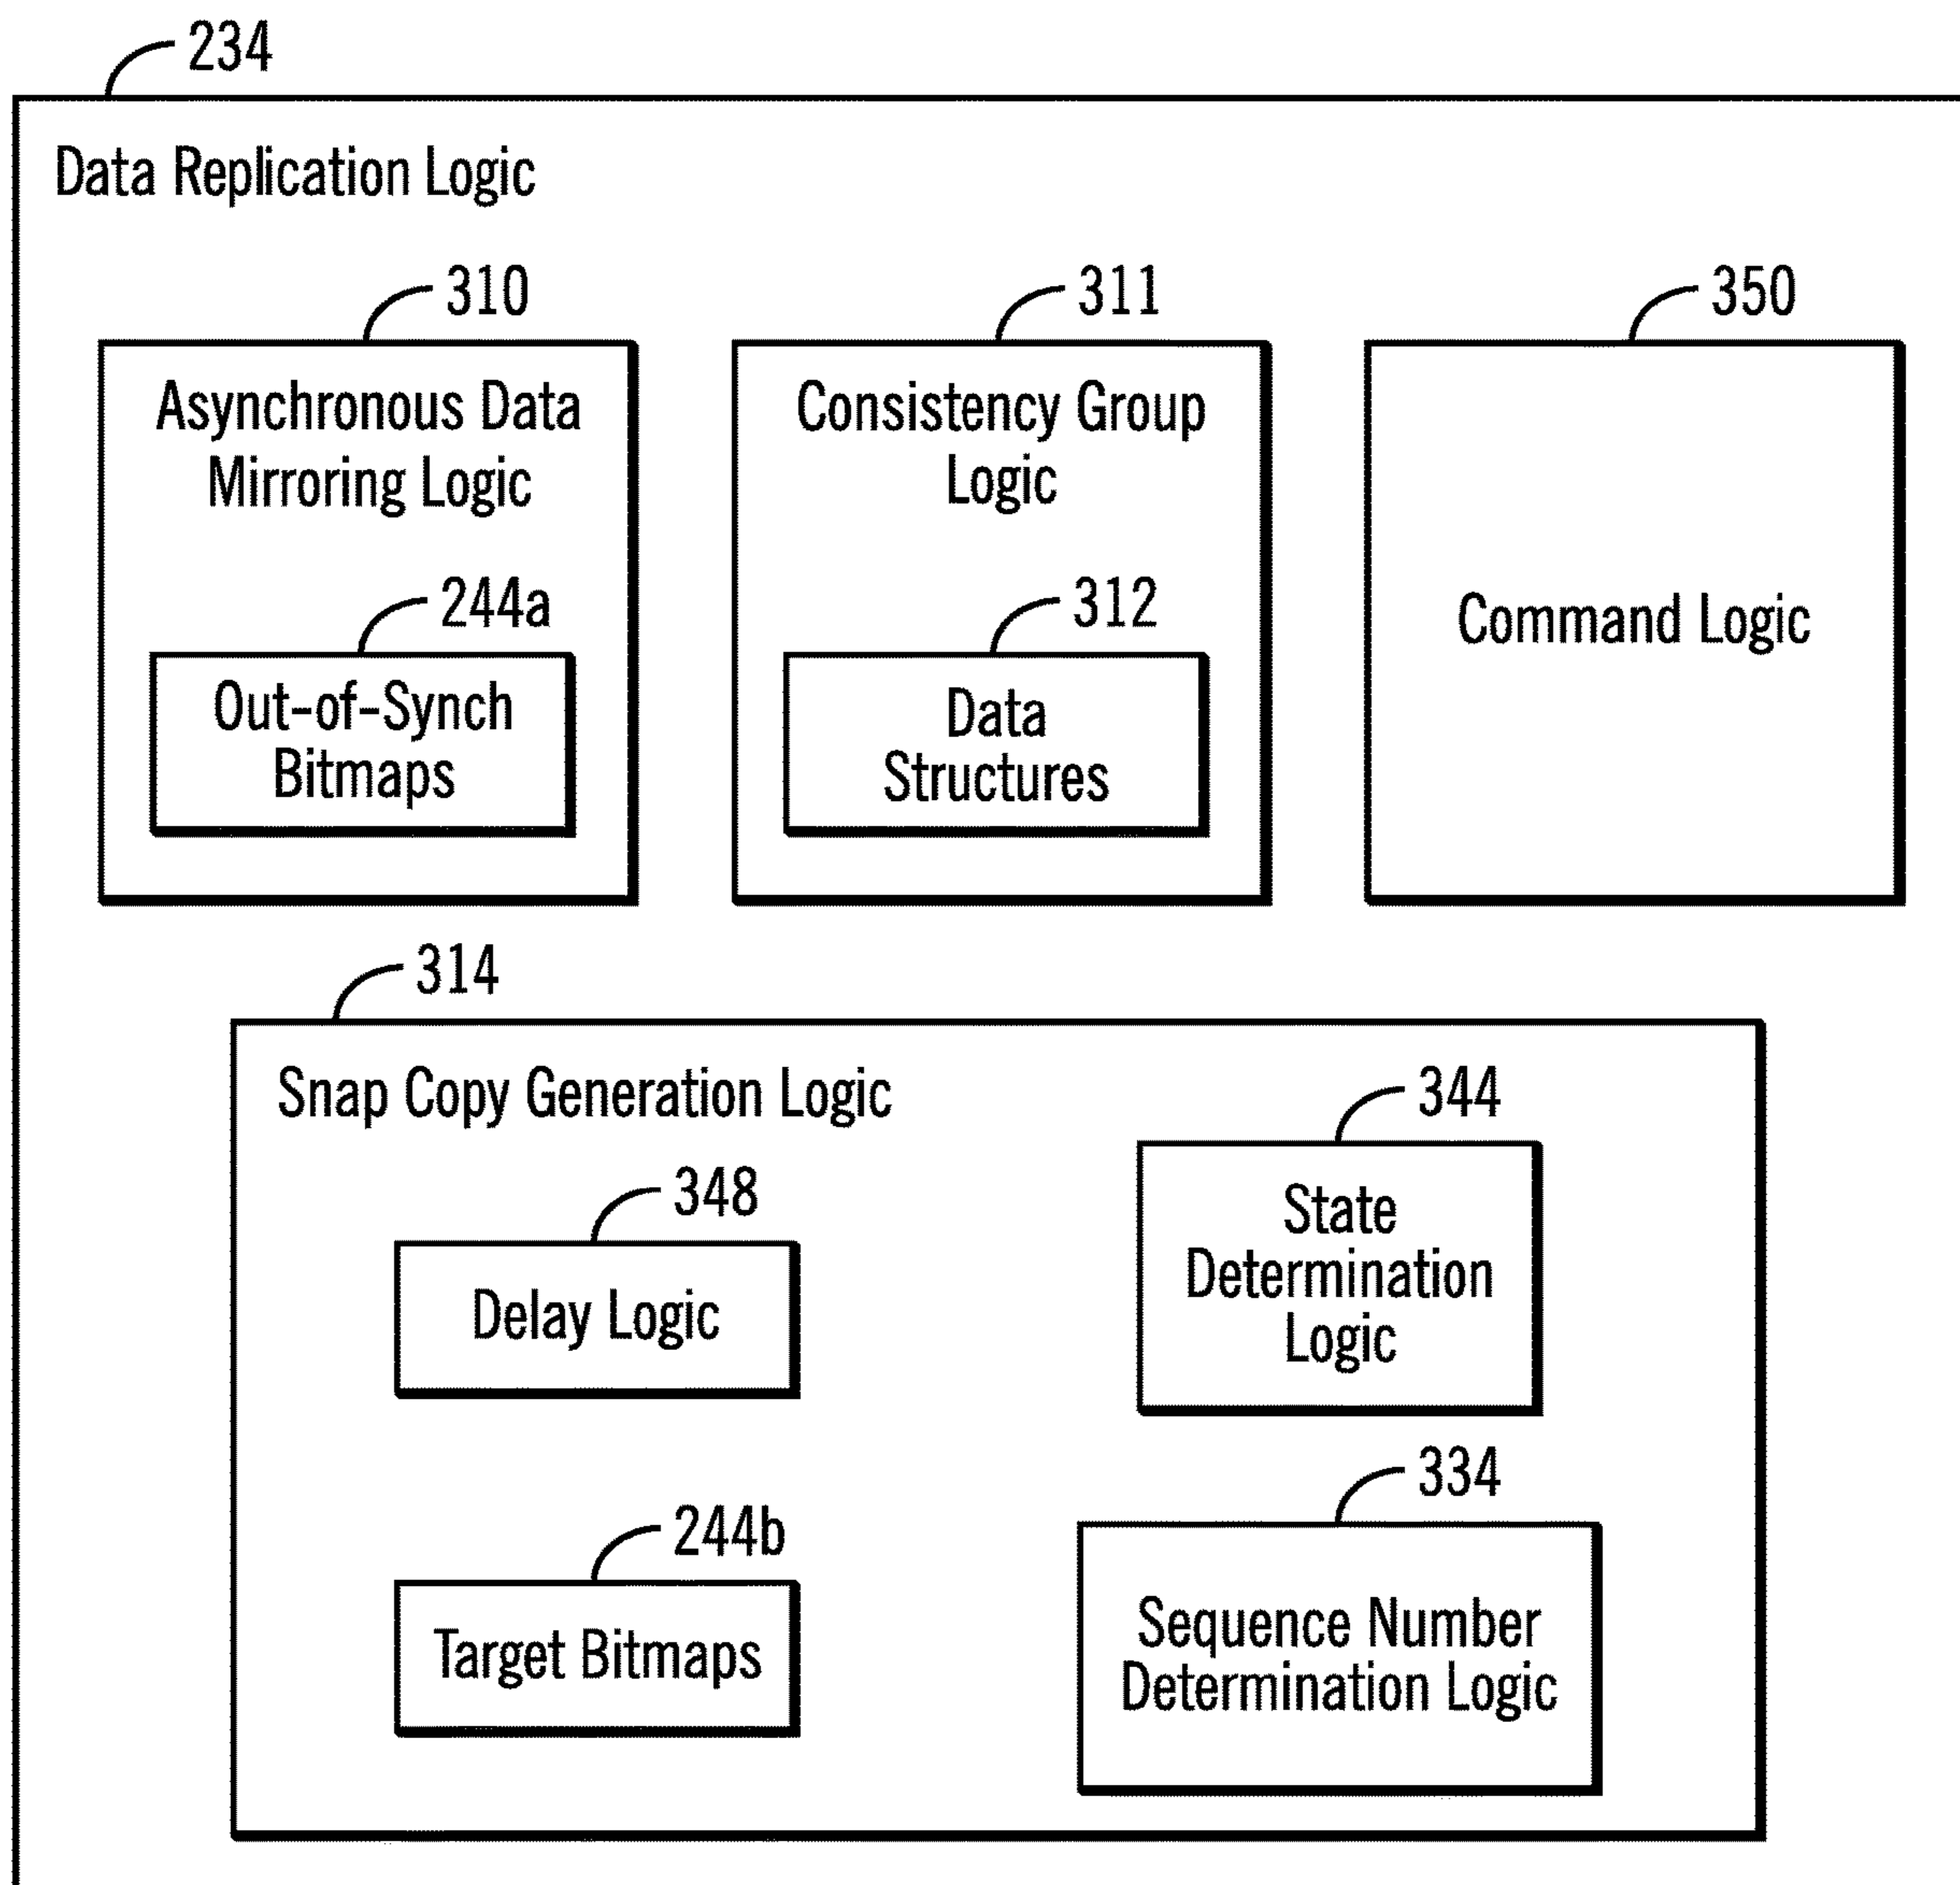 234
Data Replication Logic
310
311
350
Asynchronous Data
Mirroring Logic
Consistency Group
Logic
244a
312
Command Logic
Out-of-Synch
Bitmaps
Data
Structures
314
Snap Copy Generation Logic
344
348
State
Determination
Logic
Delay Logic
334
244b
Sequence Number
Determination Logic
Target Bitmaps